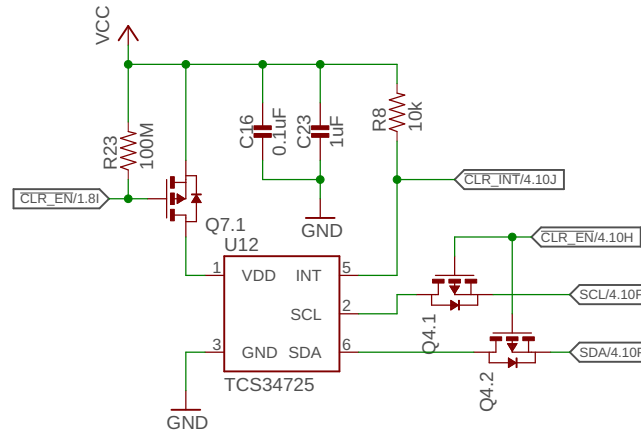 VCC
R23
100M
C16
0.1uF
C23
1uF
R8
10k
CLR_EN/1.8I
CLR_INT/4.10J
Q7.1
GND
U12
CLR_EN/4.10H
1
VDD
INT
5
SCL
2
SCL/4.10
3
GND
SDA
6
SDA/4.10
Q4.1
TCS34725
Q4.2
GND